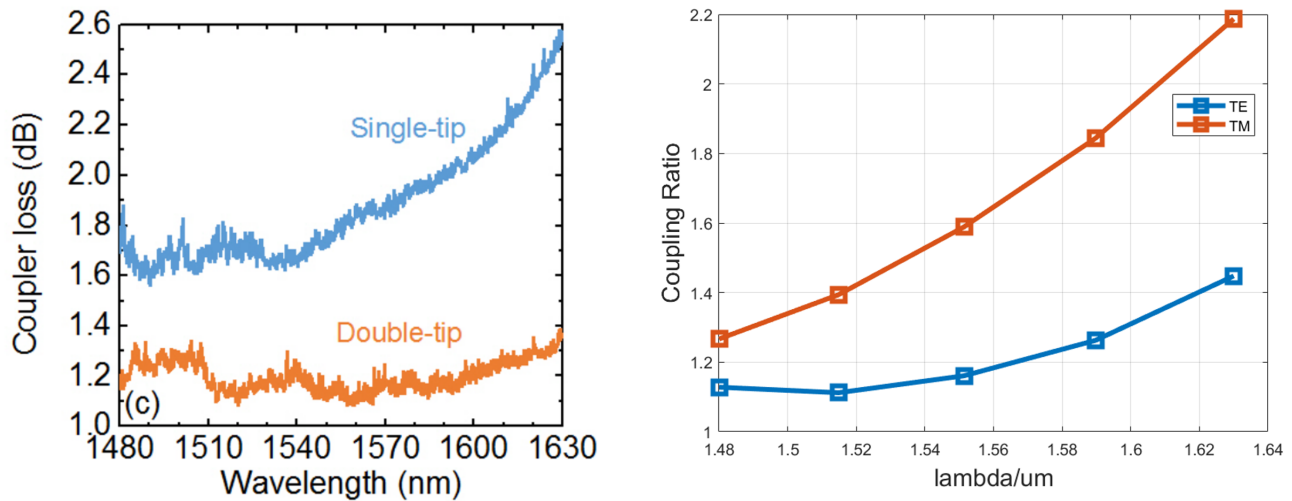 2.6
2.4
2.2
2.0
1.8
1.6
1.4
1.2
1.0
Coupler loss (dB)
Single-tip
Double-tip
(c)
1480 1510 1540 1570 1600 1630
Wavelength (nm)
2.2
2
1.8
1.6
1.4
1.2
1
Coupling Ratio
TE
TM
1.48 1.5 1.52 1.54 1.56 1.58 1.6 1.62 1.64
lambda/um